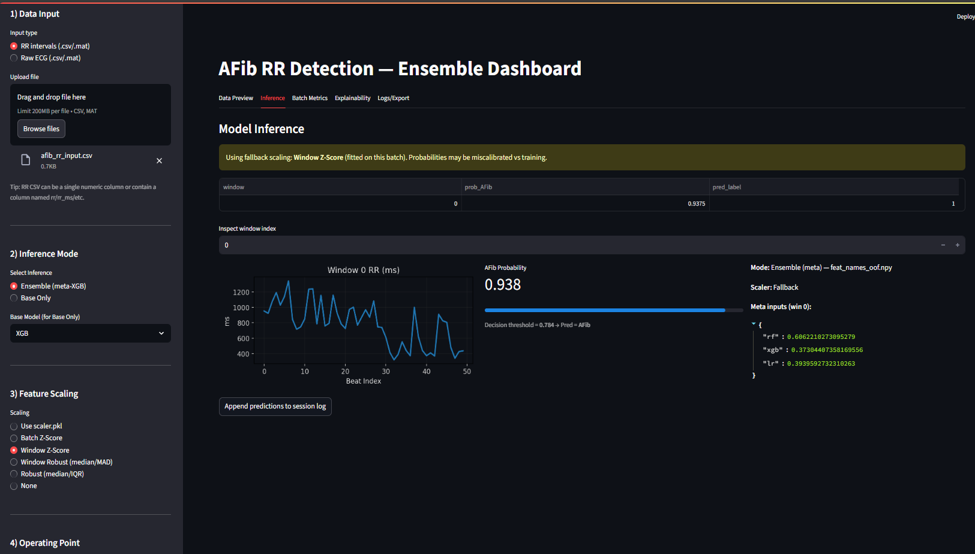 1) Data Input
Input type
RR intervals (.csv/.mat)
Raw ECG (.csv/.mat)
Upload file
Drag and drop file here
Limit 200MB per file • CSV, MAT
Browse files
afib_rr_input.csv
0.7KB
Tip: RR CSV can be a single numeric column or contain a
column named rr/rr_ms/etc.
2) Inference Mode
Select Inference
Ensemble (meta-XGB)
Base Only
Base Model (for Base Only)
XGB
3) Feature Scaling
Scaling
Use scaler.pkl
Batch Z-Score
Window Z-Score
Window Robust (median/MAD)
Robust (median/IQR)
None
4) Operating Point
Deploy
AFib RR Detection — Ensemble Dashboard
Data Preview Inference Batch Metrics Explainability Logs/Export
Model Inference
Using fallback scaling: Window Z-Score (fitted on this batch). Probabilities may be miscalibrated vs training.
window prob_AFib pred_label
0 0.9375 1
Inspect window index
0 − +
Window 0 RR (ms)
1200
1000
800
600
400
ms
0 10 20 30 40 50
Beat Index
AFib Probability
0.938
Decision threshold = 0.784 → Pred = AFib
Mode: Ensemble (meta) — feat_names_oof.npy
Scaler: Fallback
Meta inputs (win 0):
{
"rf" : 0.6062210273095279
"xgb" : 0.37304407358169556
"lr" : 0.3939592732310263
}
Append predictions to session log